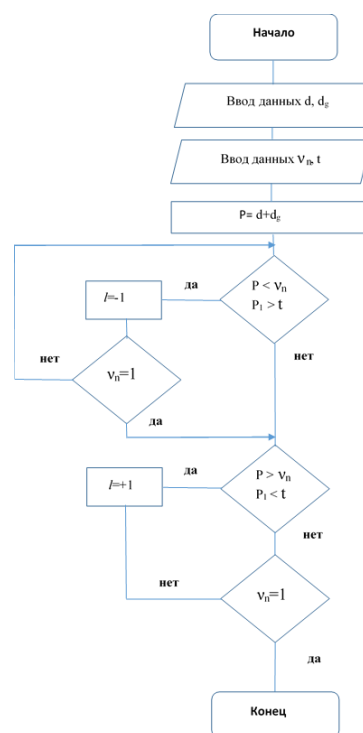 Начало
Ввод данных d, dg
Ввод данных νn, t
P= d+dg
да
P < νn
P1 > t
l=-1
нет
νn=1
нет
да
да
P > νn
P1 < t
l=+1
нет
нет
νn=1
да
Конец